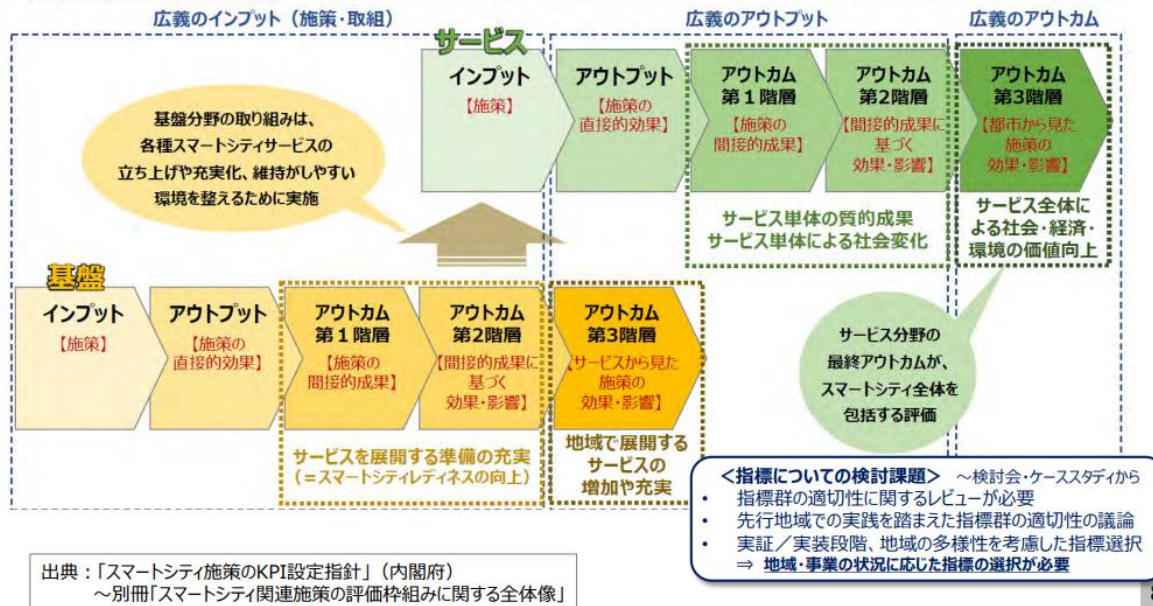 広義のインプット（施策・取組）
広義のアウトプット
広義のアウトカム
サービス
インプット
【施策】
アウトプット
【施策の
直接的効果】
アウトカム
第１階層
【施策の
間接的成果】
アウトカム
第2階層
【間接的成果に
基づく
効果・影響】
アウトカム
第3階層
【都市から見た
施策の
効果・影響】
基盤分野の取り組みは、
各種スマートシティサービスの
立ち上げや充実化、維持がしやすい
環境を整えるために実施
サービス単体の質的成果
サービス単体による社会変化
サービス全体に
よる社会・経済・
環境の価値向上
基盤
インプット
【施策】
アウトプット
【施策の
直接的効果】
アウトカム
第１階層
【施策の
間接的成果】
アウトカム
第2階層
【間接的成果に
基づく
効果・影響】
アウトカム
第3階層
【サービスから見た
施策の
効果・影響】
サービス分野の
最終アウトカムが、
スマートシティ全体を
包括する評価
サービスを展開する準備の充実
（＝スマートシティレディネスの向上）
地域で展開する
サービスの
増加や充実
＜指標についての検討課題＞ ～検討会・ケーススタディから
• 指標群の適切性に関するレビューが必要
• 先行地域での実践を踏まえた指標群の適切性の議論
• 実証／実装段階、地域の多様性を考慮した指標選択
⇒ 地域・事業の状況に応じた指標の選択が必要
出典：「スマートシティ施策のKPI設定指針」（内閣府）
～別冊「スマートシティ関連施策の評価枠組みに関する全体像」